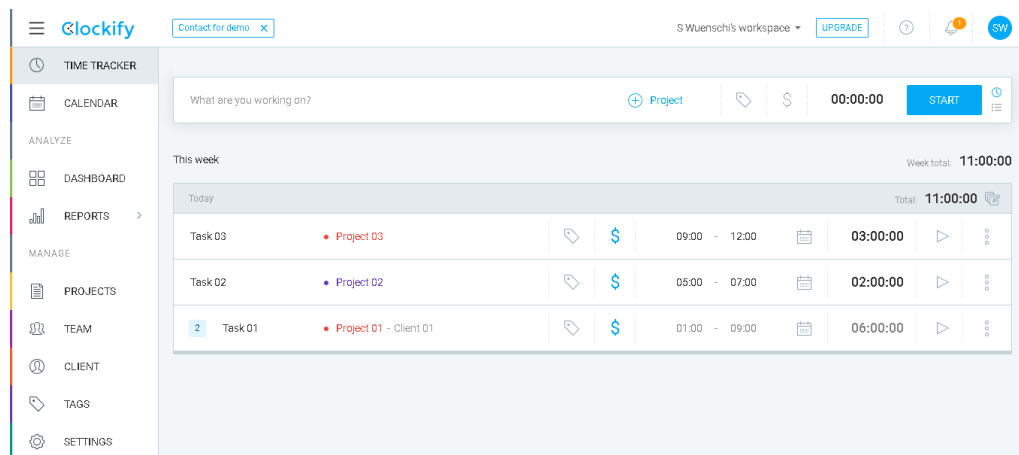 Clockify
Contact for demo ×
S Wuenschi's workspace
UPGRADE
?
1
SW
TIME TRACKER
CALENDAR
ANALYZE
DASHBOARD
REPORTS
MANAGE
PROJECTS
TEAM
CLIENT
TAGS
SETTINGS
What are you working on?
Project
$
00:00:00
START
This week
Week total: 11:00:00
Today
Total: 11:00:00
Task 03 • Project 03 $ 09:00 - 12:00 03:00:00
Task 02 • Project 02 $ 05:00 - 07:00 02:00:00
2 Task 01 • Project 01 - Client 01 $ 01:00 - 09:00 06:00:00